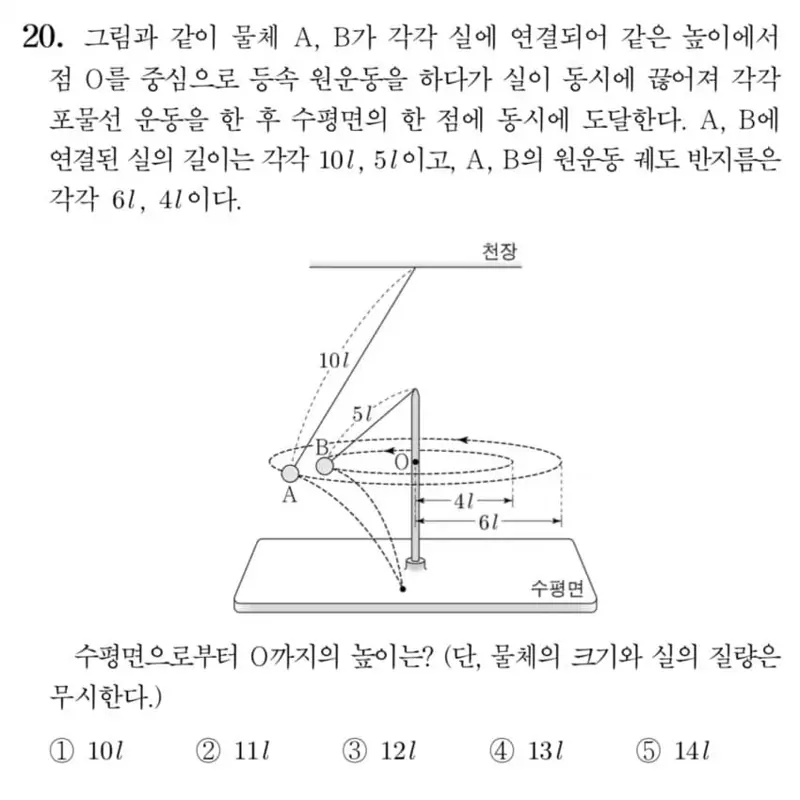 20. 그림과 같이 물체 A, B가 각각 실에 연결되어 같은 높이에서
점 O를 중심으로 등속 원운동을 하다가 실이 동시에 끊어져 각각
포물선 운동을 한 후 수평면의 한 점에 동시에 도달한다. A, B에
연결된 실의 길이는 각각 10l, 5l이고, A, B의 원운동 궤도 반지름은
각각 6l, 4l이다.
천장
10l
5l
B
O
A
4l
6l
수평면
수평면으로부터 O까지의 높이는? (단, 물체의 크기와 실의 질량은
무시한다.)
① 10l ② 11l ③ 12l ④ 13l ⑤ 14l